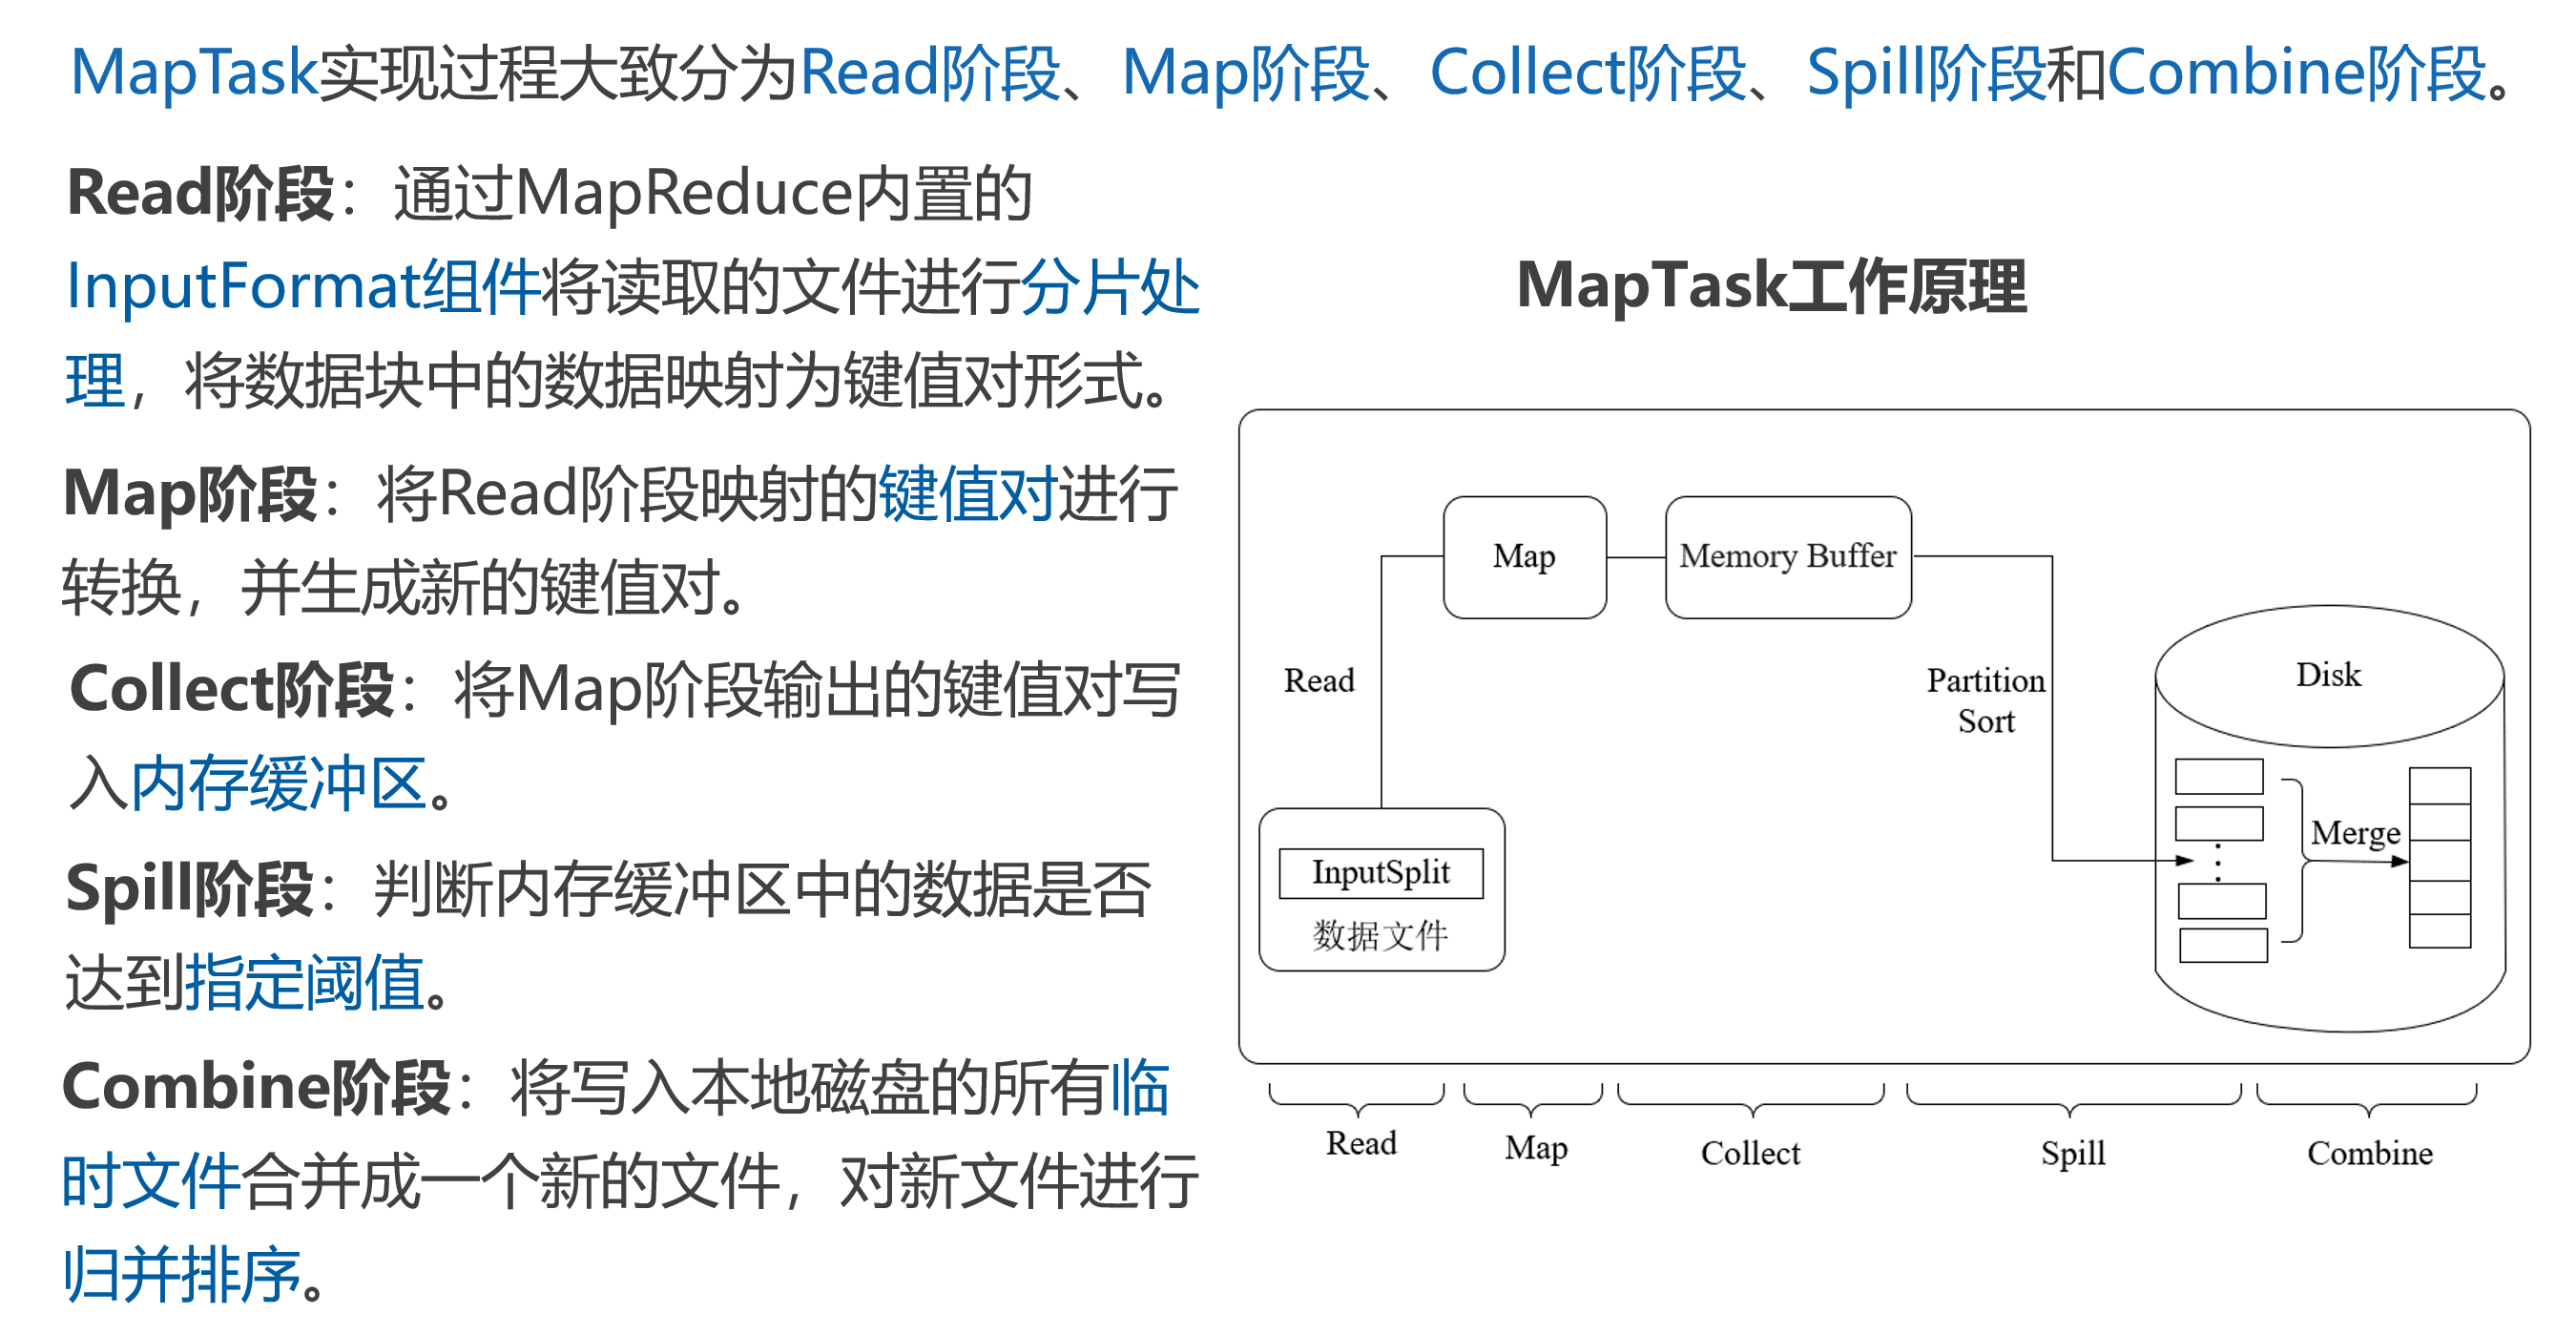 MapTask实现过程大致分为Read阶段、Map阶段、Collect阶段、Spill阶段和Combine阶段。
Read阶段：通过MapReduce内置的
InputFormat组件将读取的文件进行分片处
理，将数据块中的数据映射为键值对形式。
Map阶段：将Read阶段映射的键值对进行
转换，并生成新的键值对。
Collect阶段：将Map阶段输出的键值对写
入内存缓冲区。
Spill阶段：判断内存缓冲区中的数据是否
达到指定阈值。
Combine阶段：将写入本地磁盘的所有临
时文件合并成一个新的文件，对新文件进行
归并排序。
MapTask工作原理
Map
Memory Buffer
Read
Partition
Sort
Disk
Merge
InputSplit
数据文件
Read
Map
Collect
Spill
Combine